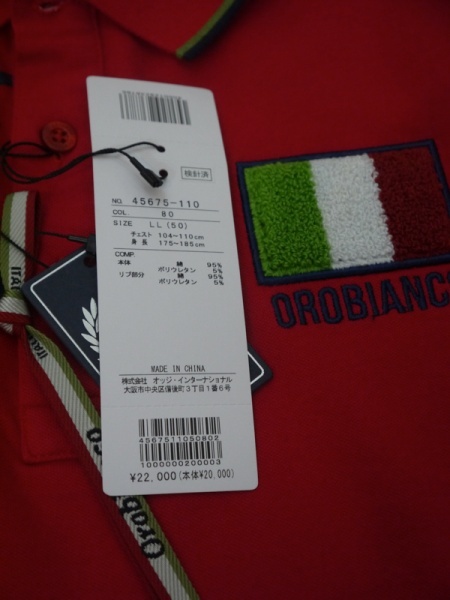 検針済
NO. 45675-110
COL. 80
SIZE LL (50)
チェスト 104~110cm
身 長 175~185cm
COMP.
本体 綿 95%
ポリウレタン 5%
リブ部分 綿 95%
ポリウレタン 5%
MADE IN CHINA
株式会社 オッジ・インターナショナル
大阪市中央区備後町3丁目1番6号
4567511050802
1000000200003
¥22,000(本体¥20,000)
OROBIANC
ITAL
Orob